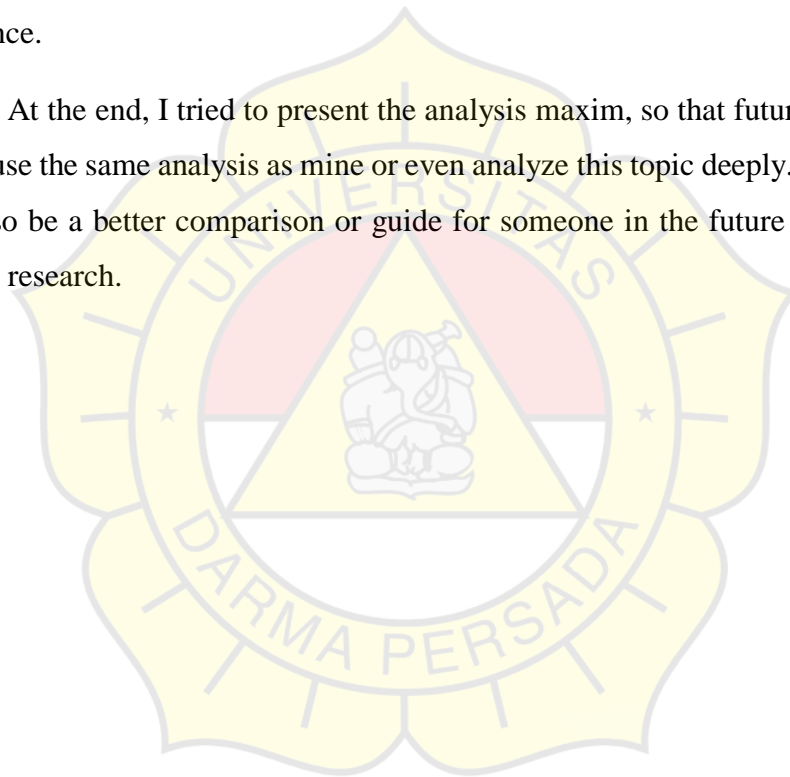 nce.
At the end, I tried to present the analysis maxim, so that futur
use the same analysis as mine or even analyze this topic deeply.
so be a better comparison or guide for someone in the future
research.
UNIVERSITAS
DARMA PERSADA